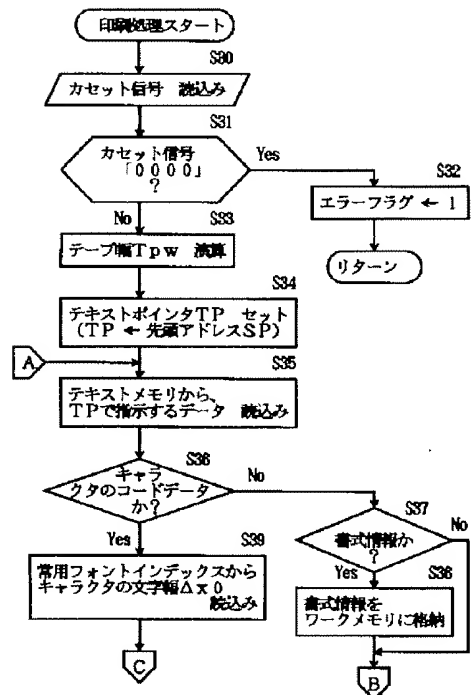 印刷処理スタート
S30
カセット信号 読込み
S31
カセット信号
「0000」
?
Yes
S32
エラーフラグ ← 1
リターン
No
S33
テープ幅Tpw 演算
S34
テキストポインタTP セット
(TP ← 先頭アドレスSP)
A
S35
テキストメモリから、
TPで指示するデータ 読込み
S36
キャラ
クタのコードデータ
か?
No
S37
書式情報か
?
No
Yes
S39
常用フォントインデックスから
キャラクタの文字幅Δx0
読込み
Yes
S38
書式情報を
ワークメモリに格納
C
B